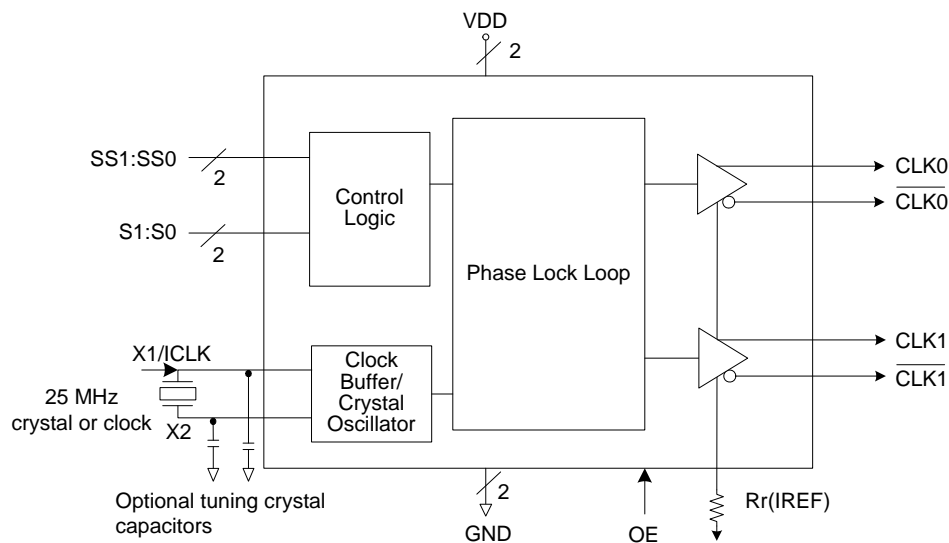 VDD
2
SS1:SS0
2
S1:S0
2
Control
Logic
Phase Lock Loop
CLK0
CLK0
CLK1
CLK1
X1/ICLK
25 MHz
crystal or clock
X2
Clock
Buffer/
Crystal
Oscillator
Optional tuning crystal
capacitors
2
GND
OE
Rr(IREF)